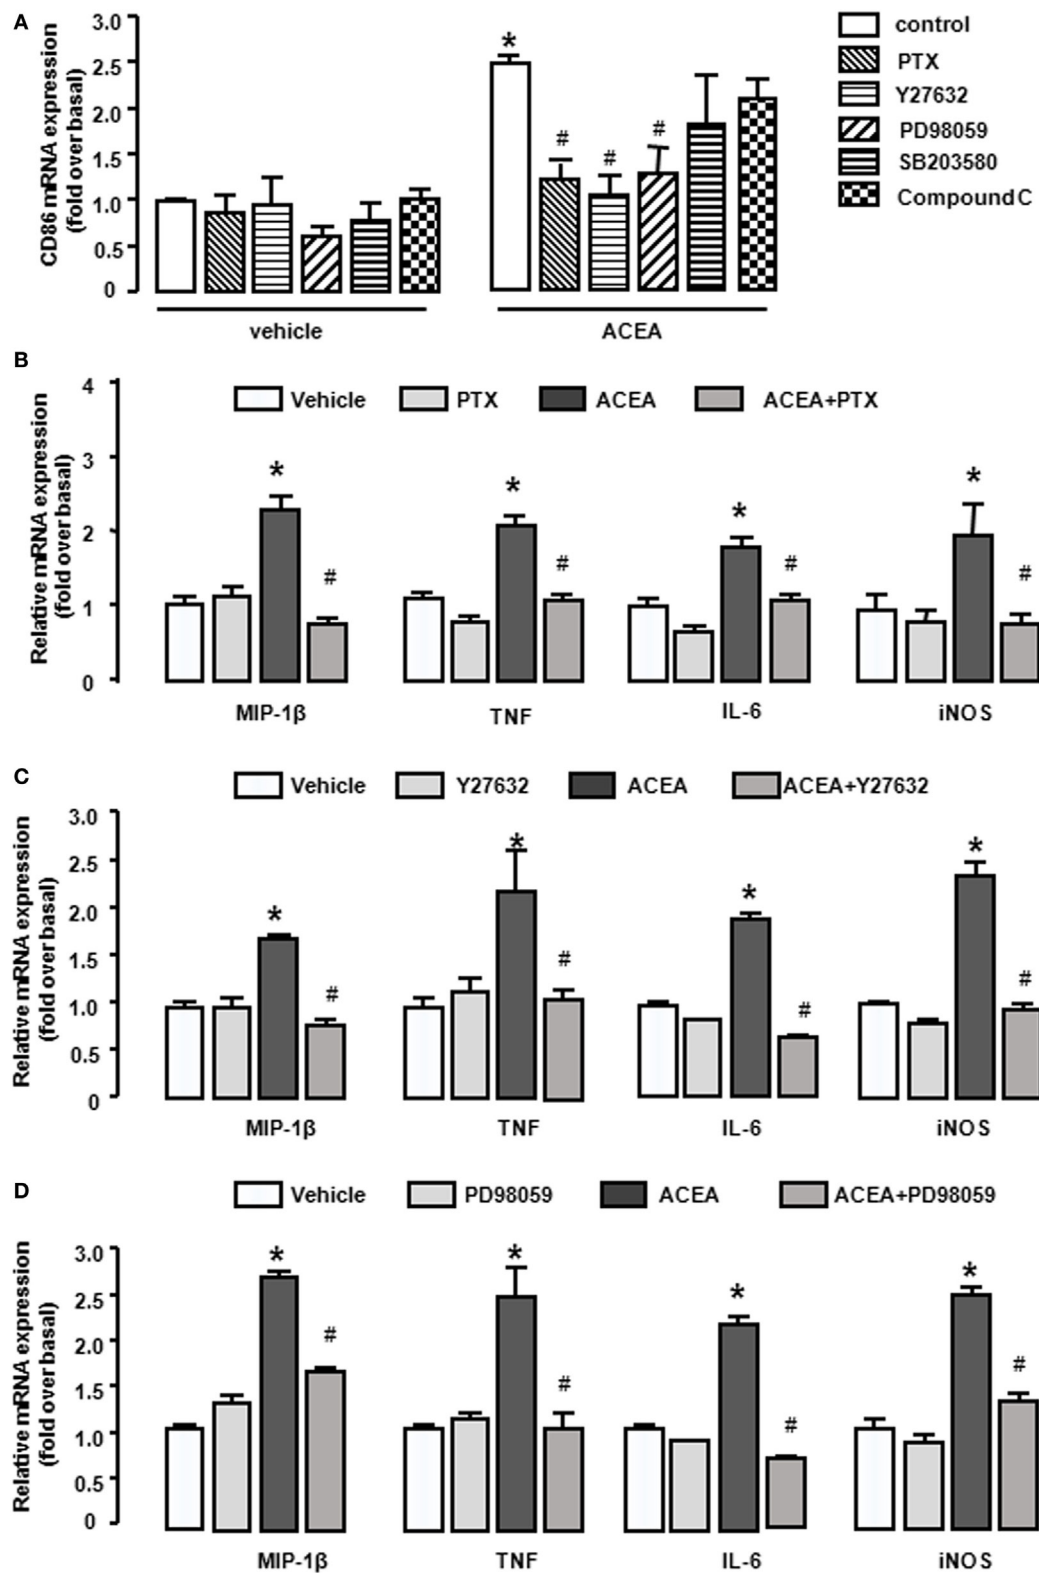 A
CD86 mRNA expression
(fold over basal)
3.0
2.5
2.0
1.5
1.0
0.5
0
*
#
#
#
vehicle
ACEA
control
PTX
Y27632
PD98059
SB203580
Compound C
B
Relative mRNA expression
(fold over basal)
4
3
2
1
0
Vehicle PTX ACEA ACEA+PTX
* # * # * # * #
MIP-1β TNF IL-6 iNOS
C
Relative mRNA expression
(fold over basal)
3.0
2.5
2.0
1.5
1.0
0.5
0
Vehicle Y27632 ACEA ACEA+Y27632
* # * # * # * #
MIP-1β TNF IL-6 iNOS
D
Relative mRNA expression
(fold over basal)
3.0
2.5
2.0
1.5
1.0
0.5
0
Vehicle PD98059 ACEA ACEA+PD98059
* # * # * # * #
MIP-1β TNF IL-6 iNOS